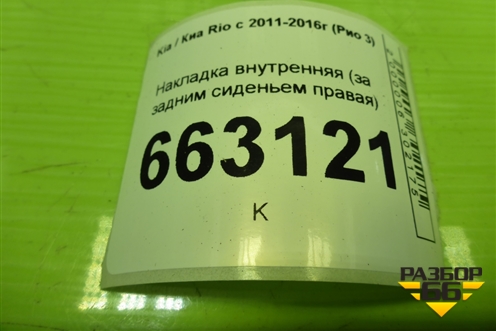 Kia / Киа Rio с 2011-2016г (Рио 3)
Накладка внутренняя (за
задним сиденьем правая)
663121
К
РАЗБОР
66